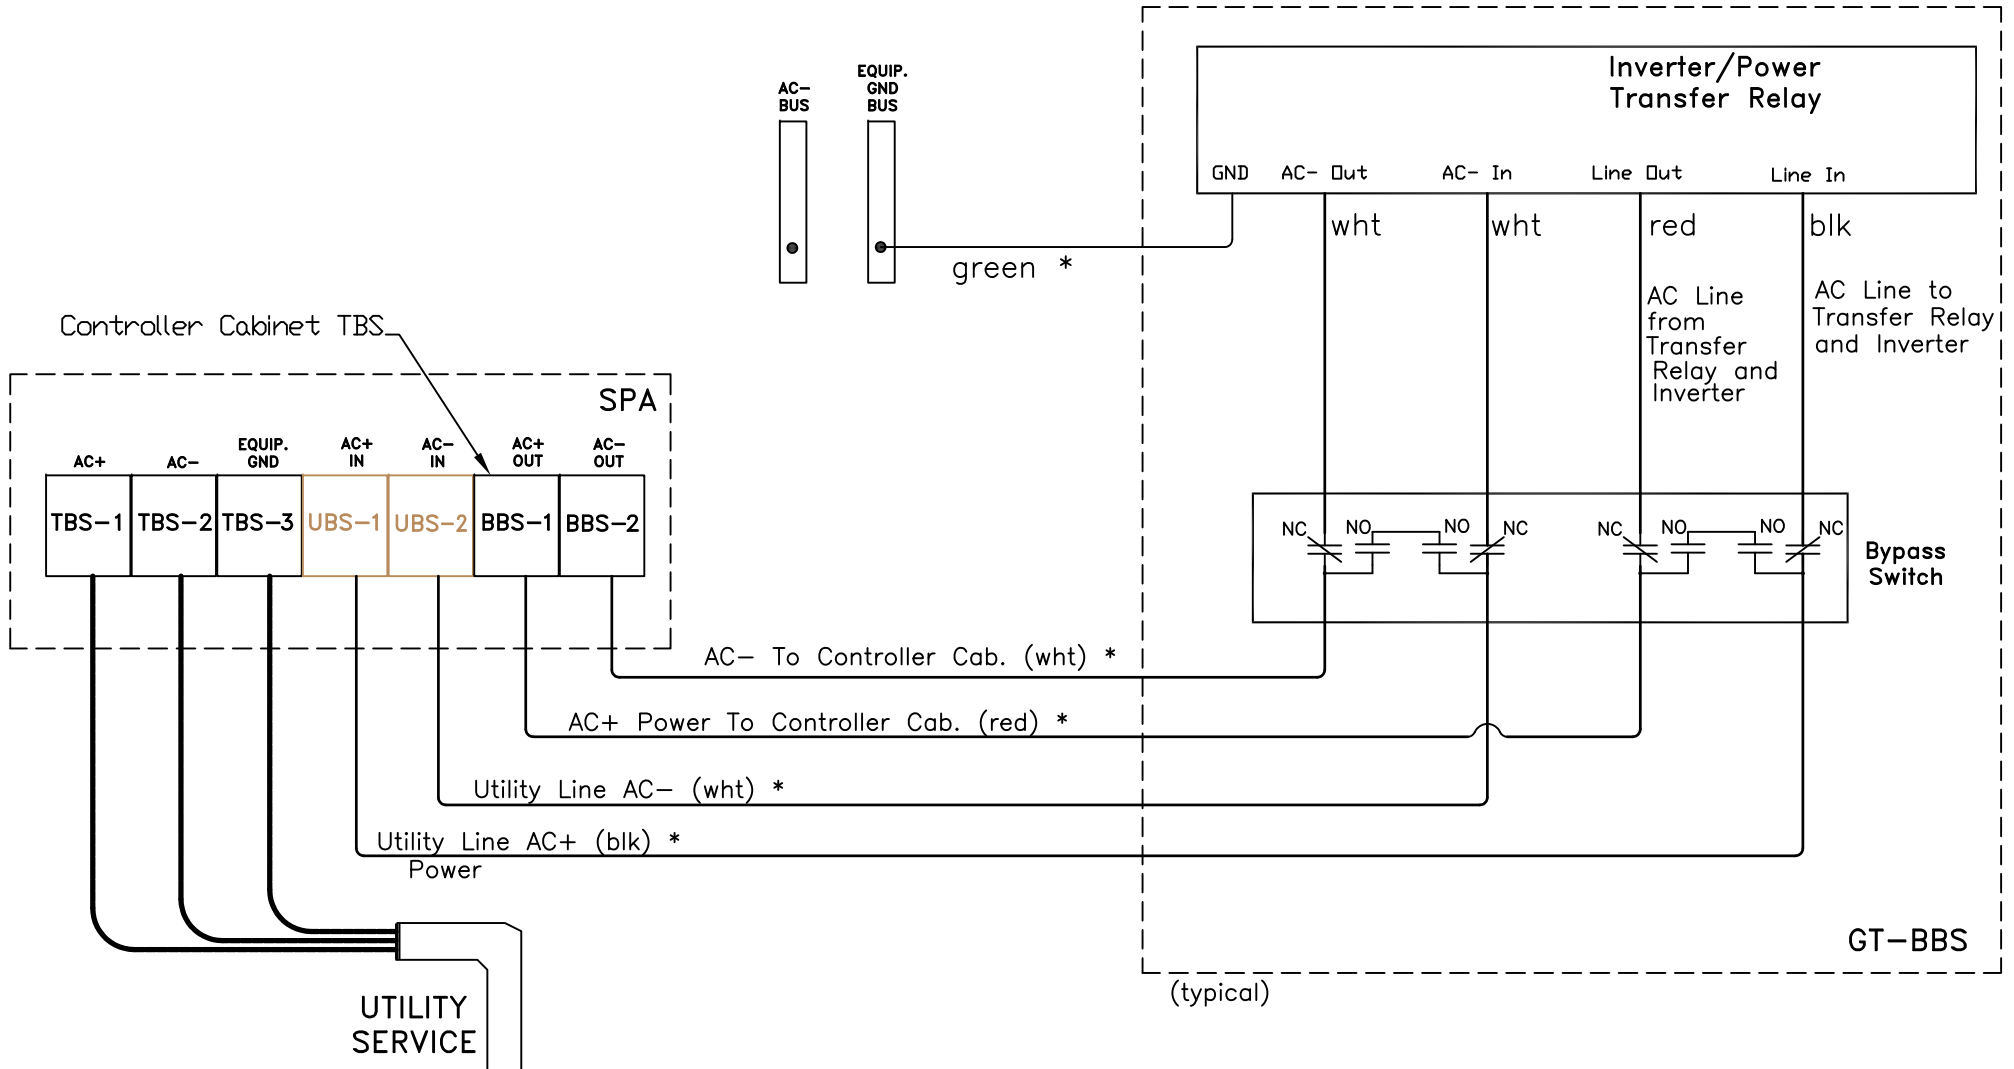 AC-
BUS
EQUIP.
GND
BUS
green *
Inverter/Power
Transfer Relay
GND
AC- Out
AC- In
Line Out
Line In
wht
wht
red
blk
AC Line
from
Transfer
Relay and
Inverter
AC Line to
Transfer Relay
and Inverter
Controller Cabinet TBS
SPA
AC+
AC-
EQUIP.
GND
AC+
IN
AC-
IN
AC+
OUT
AC-
OUT
TBS-1
TBS-2
TBS-3
UBS-1
UBS-2
BBS-1
BBS-2
NC
NO
NO
NC
NC
NO
NO
NC
Bypass
Switch
AC- To Controller Cab. (wht) *
AC+ Power To Controller Cab. (red) *
Utility Line AC- (wht) *
Utility Line AC+ (blk) *
Power
GT-BBS
(typical)
UTILITY
SERVICE